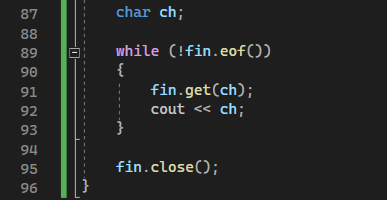 87 char ch;
88
89 while (!fin.eof())
90 {
91 fin.get(ch);
92 cout << ch;
93 }
94
95 fin.close();
96 }